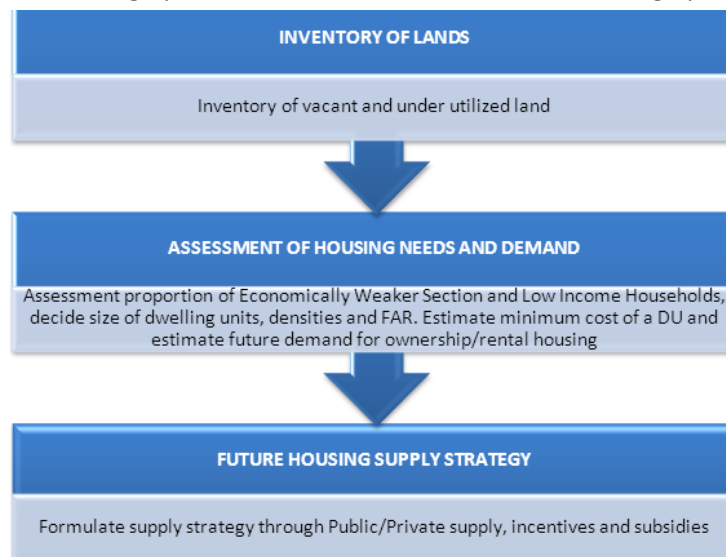 INVENTORY OF LANDS
Inventory of vacant and under utilized land
ASSESSMENT OF HOUSING NEEDS AND DEMAND
Assessment proportion of Economically Weaker Section and Low Income Households,
decide size of dwelling units, densities and FAR. Estimate minimum cost of a DU and
estimate future demand for ownership/rental housing
FUTURE HOUSING SUPPLY STRATEGY
Formulate supply strategy through Public/Private supply, incentives and subsidies